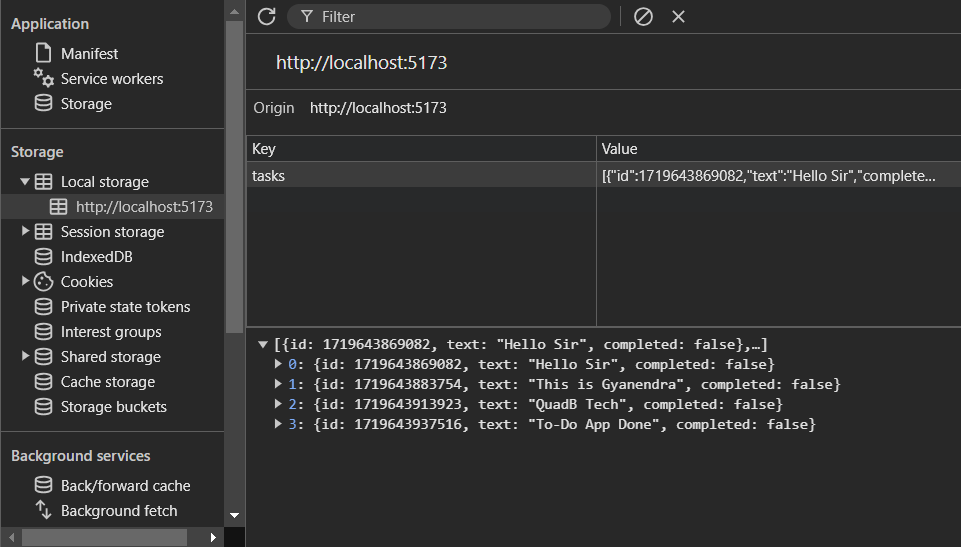 Application
Manifest
Service workers
Storage
Storage
Local storage
http://localhost:5173
Session storage
IndexedDB
Cookies
Private state tokens
Interest groups
Shared storage
Cache storage
Storage buckets
Background services
Back/forward cache
Background fetch
Filter
http://localhost:5173
Origin http://localhost:5173
Key Value
tasks [{"id":1719643869082,"text":"Hello Sir","complete...
[{id: 1719643869082, text: "Hello Sir", completed: false},…]
0: {id: 1719643869082, text: "Hello Sir", completed: false}
1: {id: 1719643883754, text: "This is Gyanendra", completed: false}
2: {id: 1719643913923, text: "QuadB Tech", completed: false}
3: {id: 1719643937516, text: "To-Do App Done", completed: false}